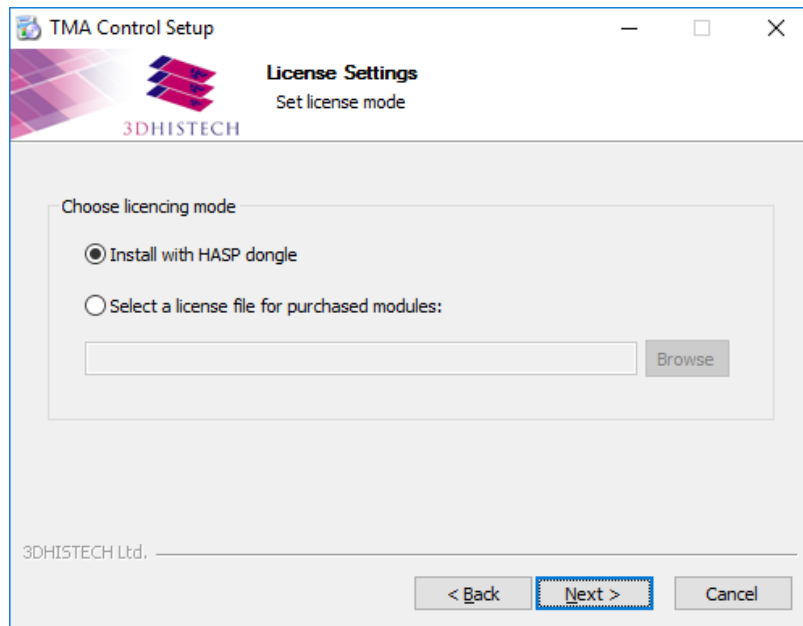 TMA Control Setup
License Settings
Set license mode
3DHISTECH
Choose licencing mode
Install with HASP dongle
Select a license file for purchased modules:
Browse
3DHISTECH Ltd.
< Back
Next >
Cancel